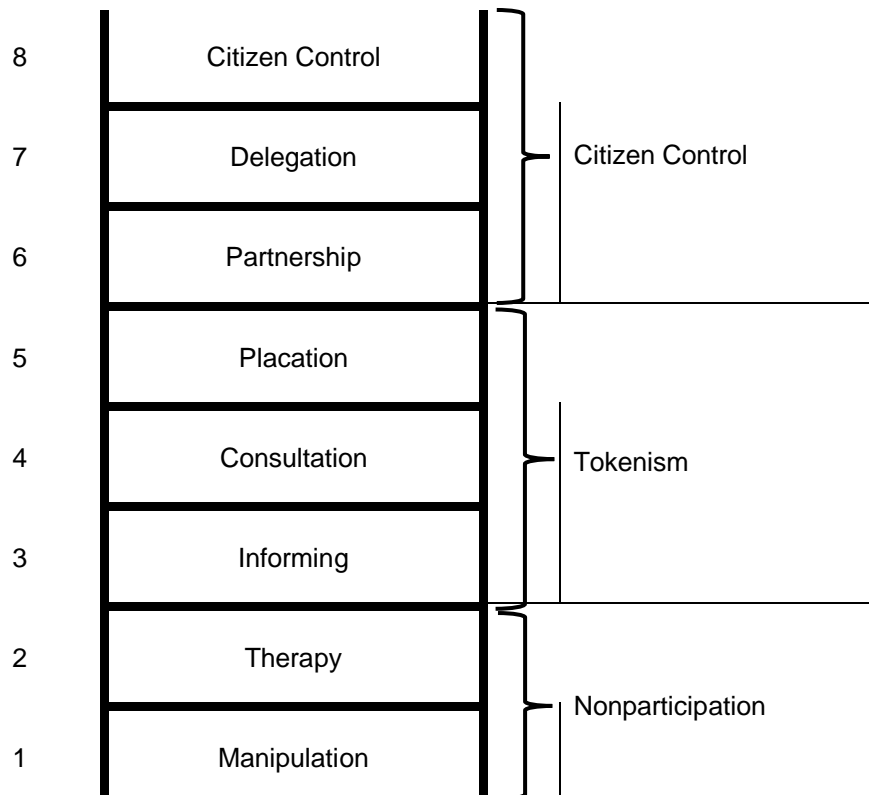 8 Citizen Control
7 Delegation Citizen Control
6 Partnership
5 Placation
4 Consultation Tokenism
3 Informing
2 Therapy
Nonparticipation
1 Manipulation